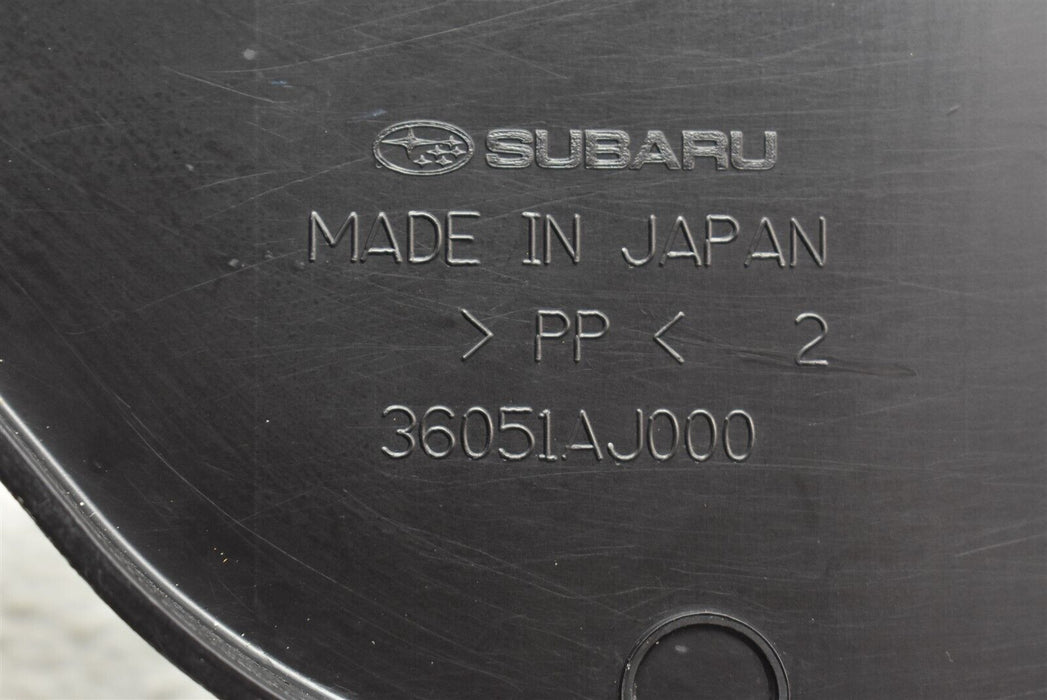 SUBARU
MADE IN JAPAN
> PP < 2
36051AJ000